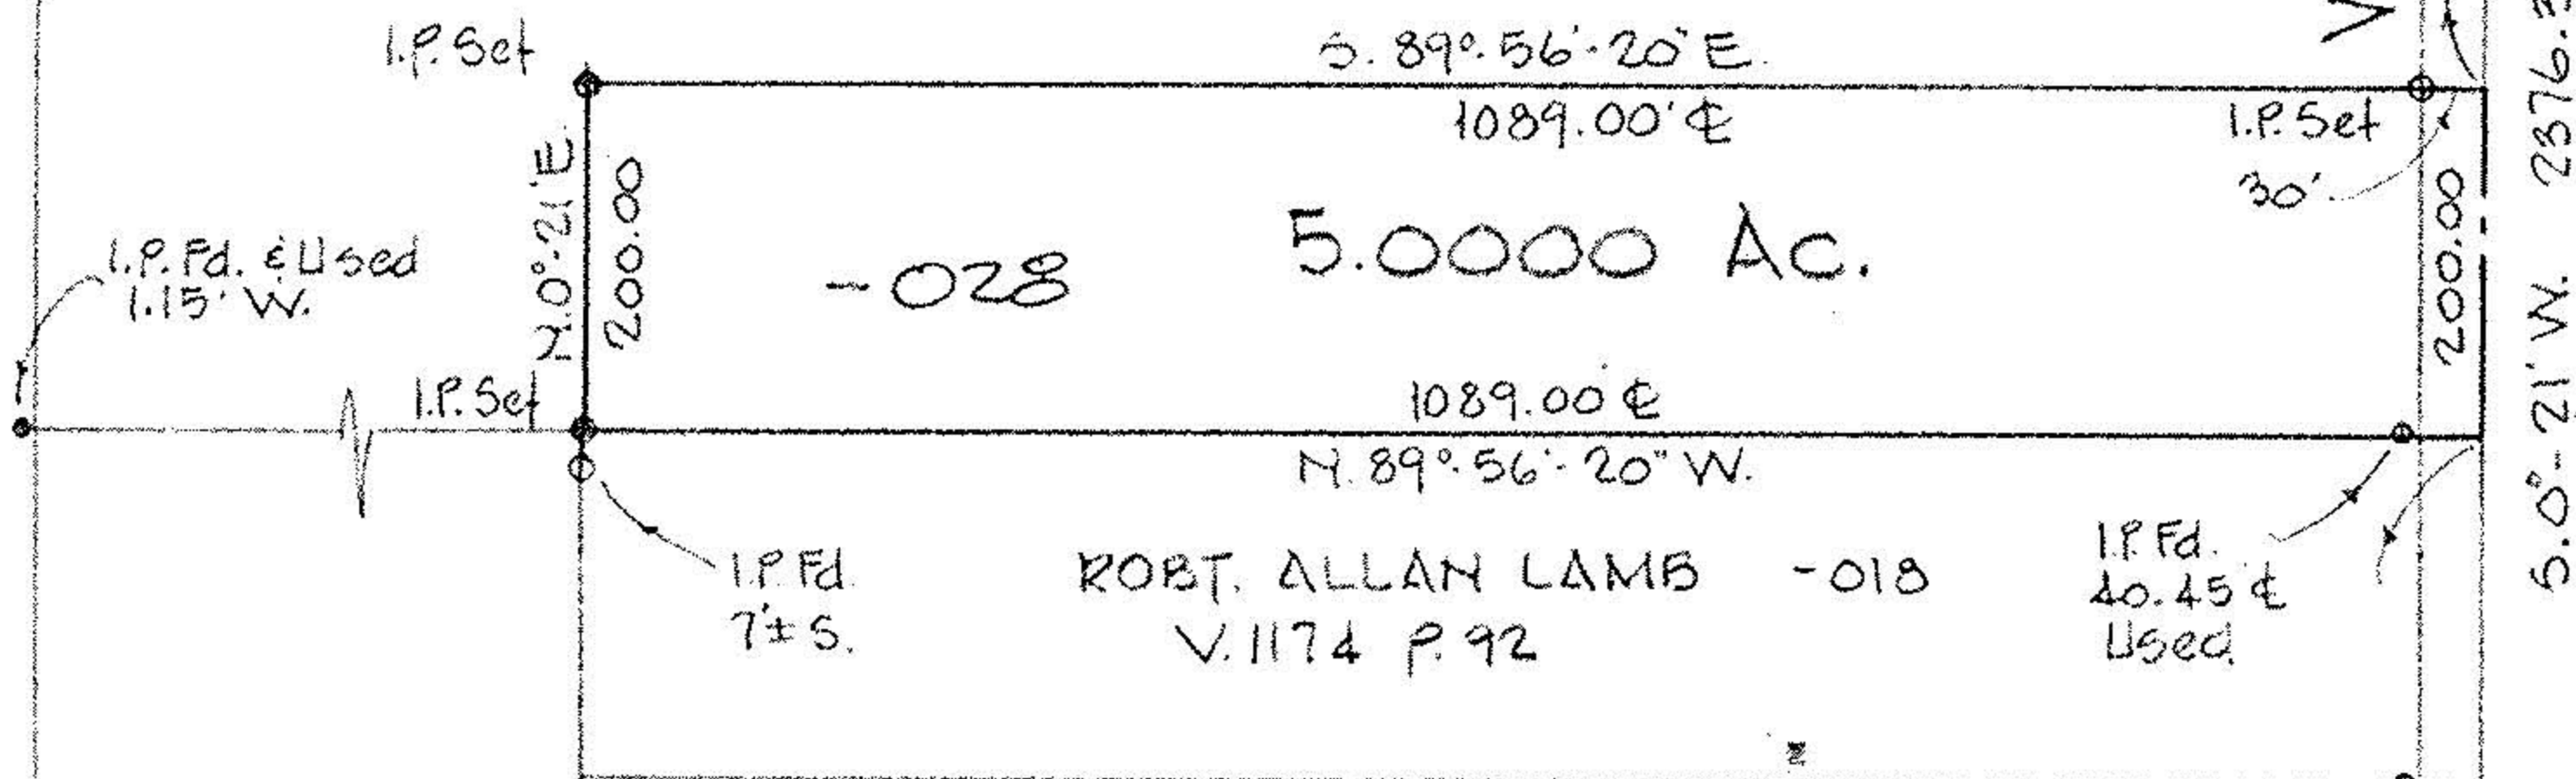 I.P. Set
S. 89°-56'-20" E.
1089.00' ℄
I.P. Set
30'
N.0°-21'E.
200.00
5.0000 Ac.
-028
200.00
I.P. Fd. & Used
1.15' W.
I.P. Set
1089.00 ℄
N. 89°-56'-20" W.
I.P. Fd.
7'± S.
ROBT. ALLAN LAMB -018
V. 1174 P. 92
I.P. Fd.
40.45 ℄
Used
S.0°-21' W.